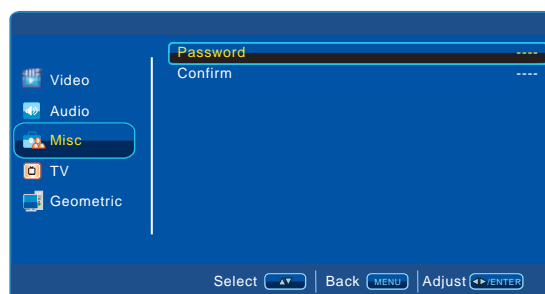 Video
Audio
Misc
TV
Geometric
Password ----
Confirm ----
Select ▲▼ Back MENU Adjust ◄►/ENTER